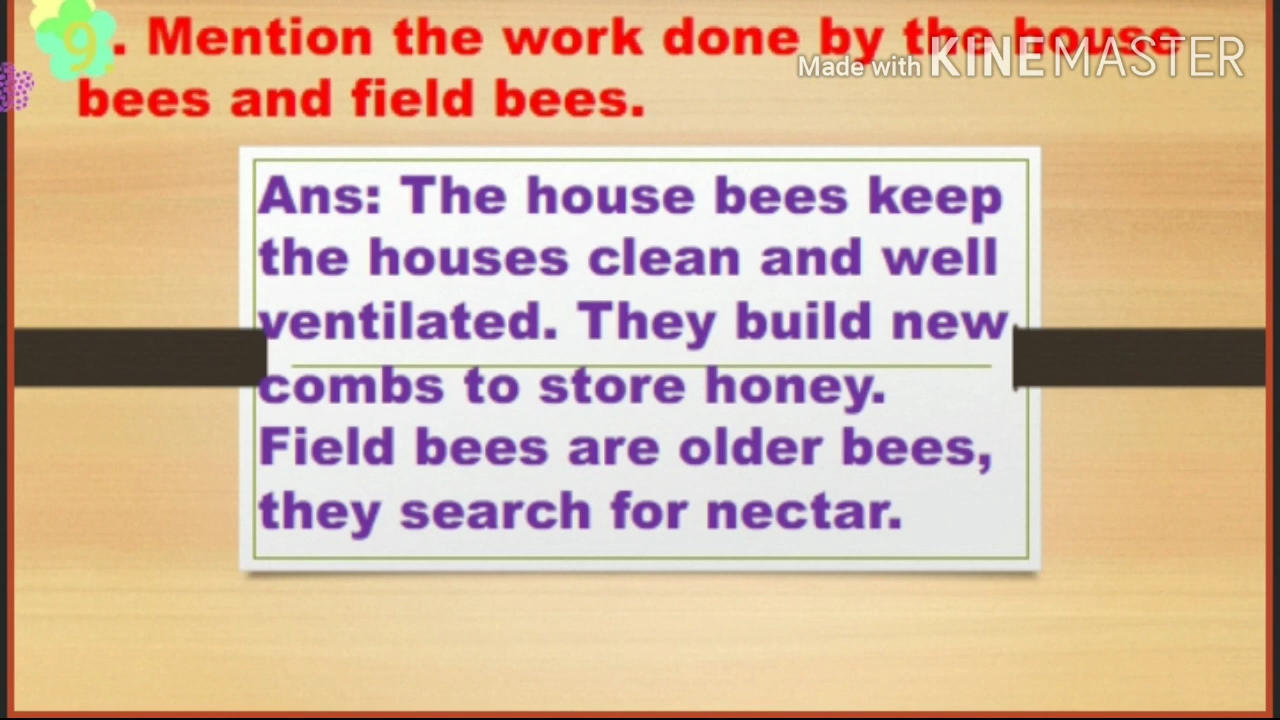 9. Mention the work done by the house
Made with KINEMASTER
bees and field bees.
Ans: The house bees keep
the houses clean and well
ventilated. They build new
combs to store honey.
Field bees are older bees,
they search for nectar.